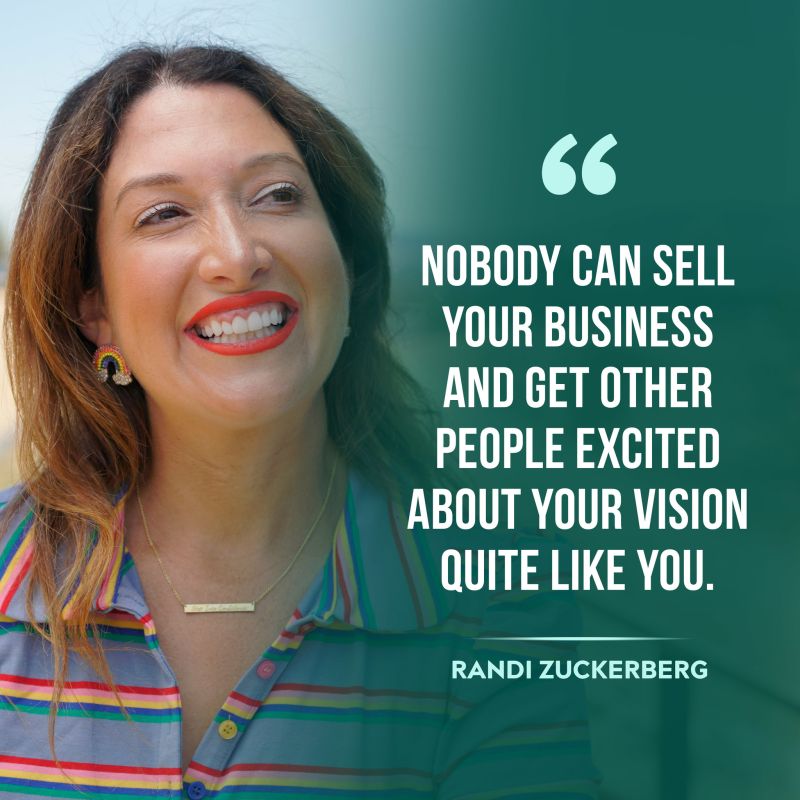 “
NOBODY CAN SELL
YOUR BUSINESS
AND GET OTHER
PEOPLE EXCITED
ABOUT YOUR VISION
QUITE LIKE YOU.
RANDI ZUCKERBERG